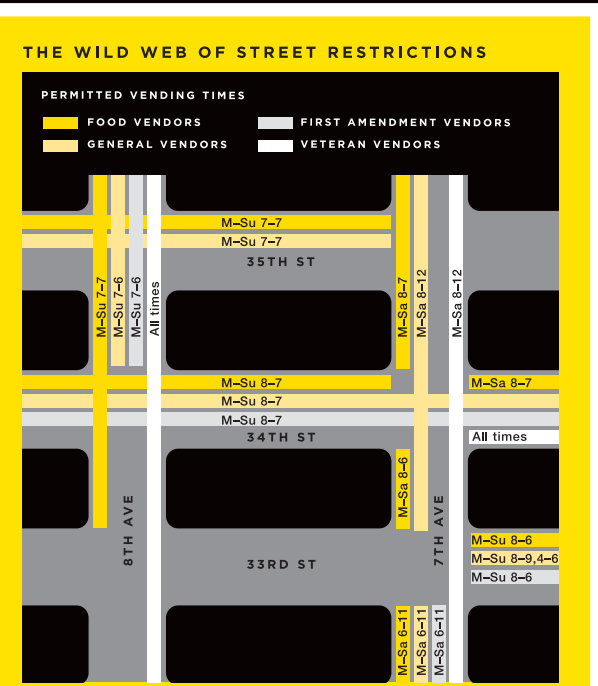 THE WILD WEB OF STREET RESTRICTIONS
PERMITTED VENDING TIMES
FOOD VENDORS
FIRST AMENDMENT VENDORS
GENERAL VENDORS
VETERAN VENDORS
M–Su 7–7
M–Su 7–7
35TH ST
M–Su 7–7
M–Su 7–6
M–Su 7–6
All times
M–Sa 8–7
M–Sa 8–12
M–Sa 8–12
M–Su 8–7
M–Sa 8–7
M–Su 8–7
M–Su 8–7
34TH ST
All times
M–Sa 8–6
8TH AVE
7TH AVE
33RD ST
M–Su 8–6
M–Su 8–9,4–6
M–Su 8–6
M–Sa 6–11
M–Sa 6–11
M–Sa 6–11